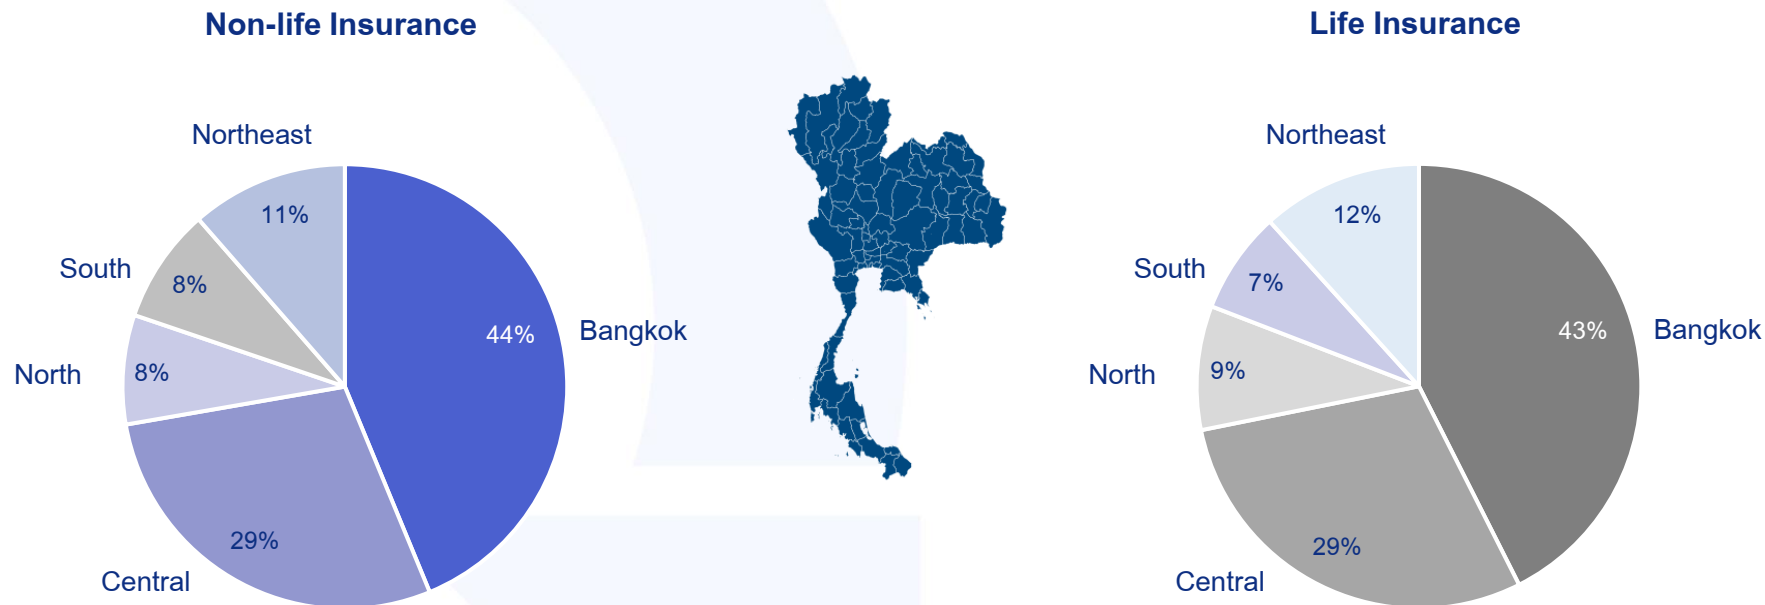 Non-life Insurance
Northeast
11%
South
8%
44%
Bangkok
North
8%
29%
Central
Life Insurance
Northeast
12%
South
7%
43%
Bangkok
North
9%
29%
Central